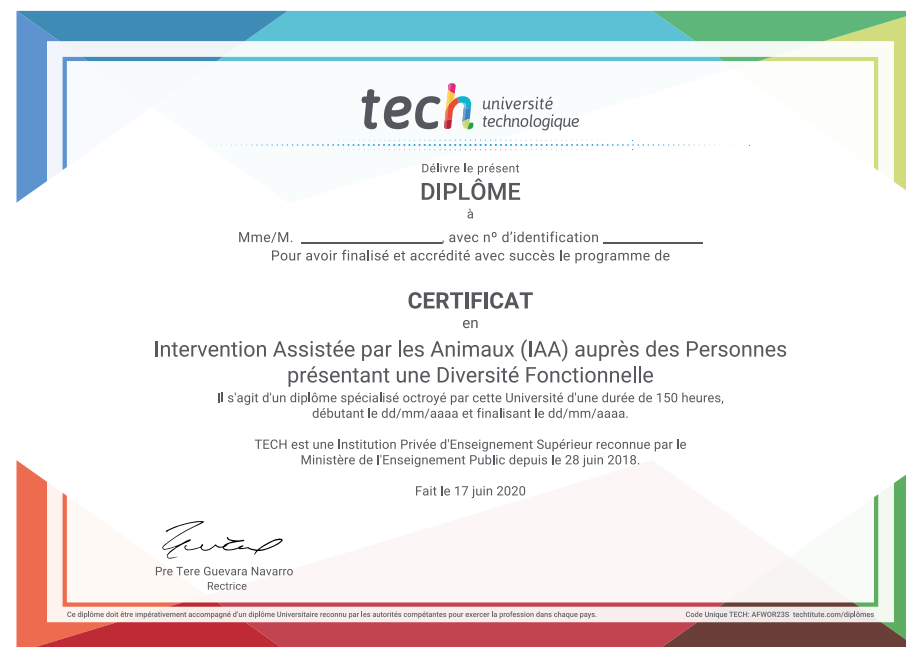 tech université
technologique
Délivre le présent
DIPLÔME
à
Mme/M. ____________, avec nº d'identification ____________
Pour avoir finalisé et accrédité avec succès le programme de
CERTIFICAT
en
Intervention Assistée par les Animaux (IAA) auprès des Personnes
présentant une Diversité Fonctionnelle
Il s'agit d'un diplôme spécialisé octroyé par cette Université d'une durée de 150 heures,
débutant le dd/mm/aaaa et finalisant le dd/mm/aaaa.
TECH est une Institution Privée d'Enseignement Supérieur reconnue par le
Ministère de l'Enseignement Public depuis le 28 juin 2018.
Fait le 17 juin 2020
Pre Tere Guevara Navarro
Rectrice
Ce diplôme doit être impérativement accompagné d'un diplôme Universitaire reconnu par les autorités compétentes pour exercer la profession dans chaque pays. Code Unique TECH: AFWOR23S techtitute.com/diplômes